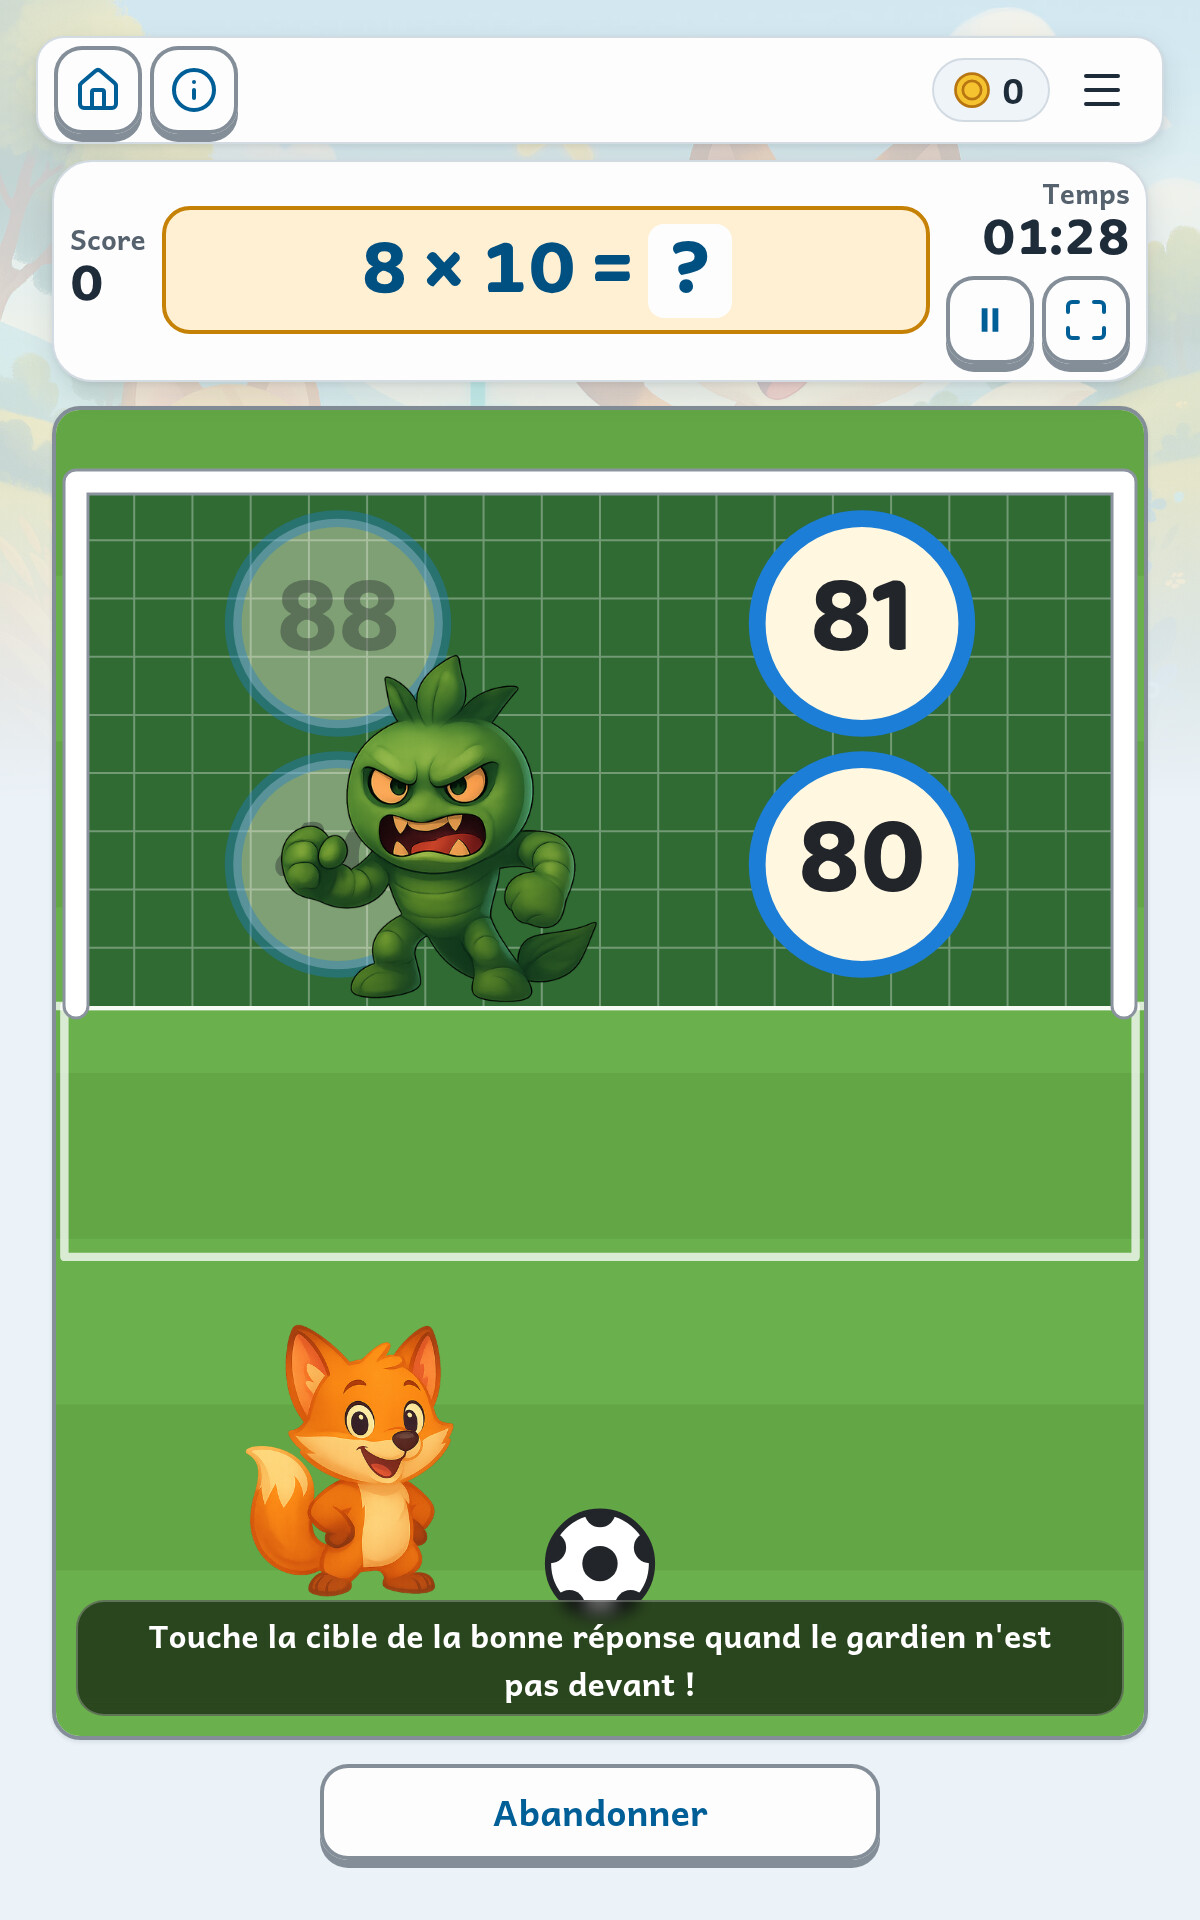 0
Score
0
8 × 10 = ?
Temps
01:28
88
81
80
Touche la cible de la bonne réponse quand le gardien n'est
pas devant !
Abandonner